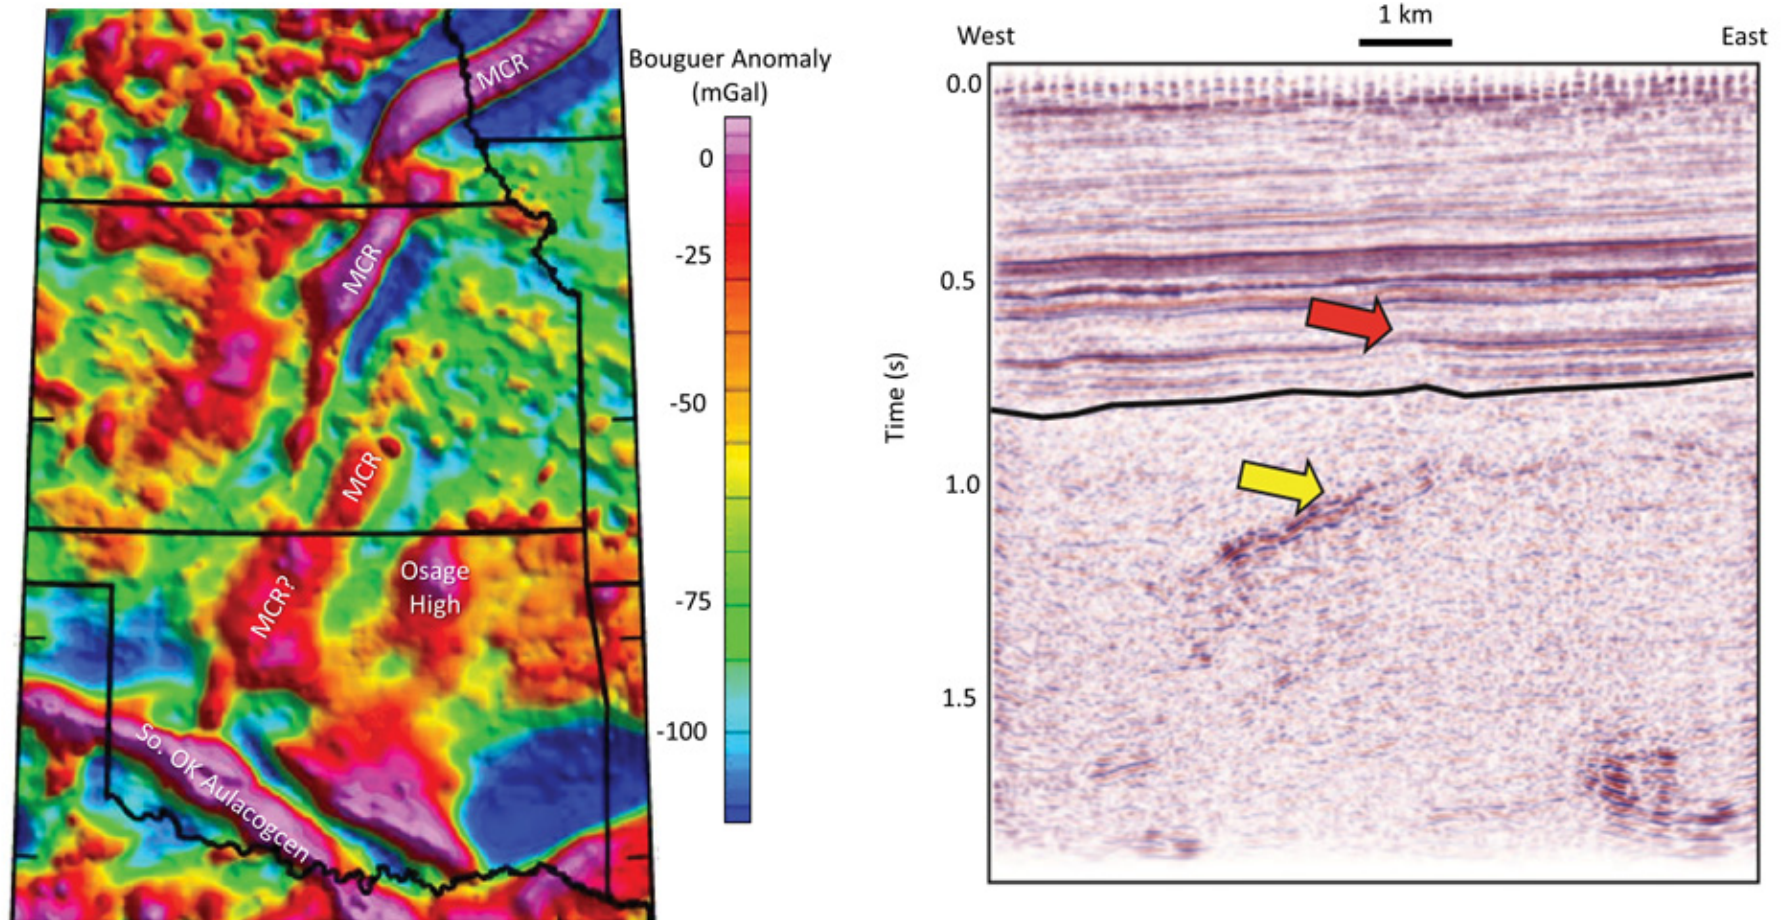 MCR
MCR
MCR
MCR?
Osage
High
So. OK Aulacogcen
Bouguer Anomaly
(mGal)
0
-25
-50
-75
-100
1 km
West
East
0.0
0.5
1.0
1.5
Time (s)